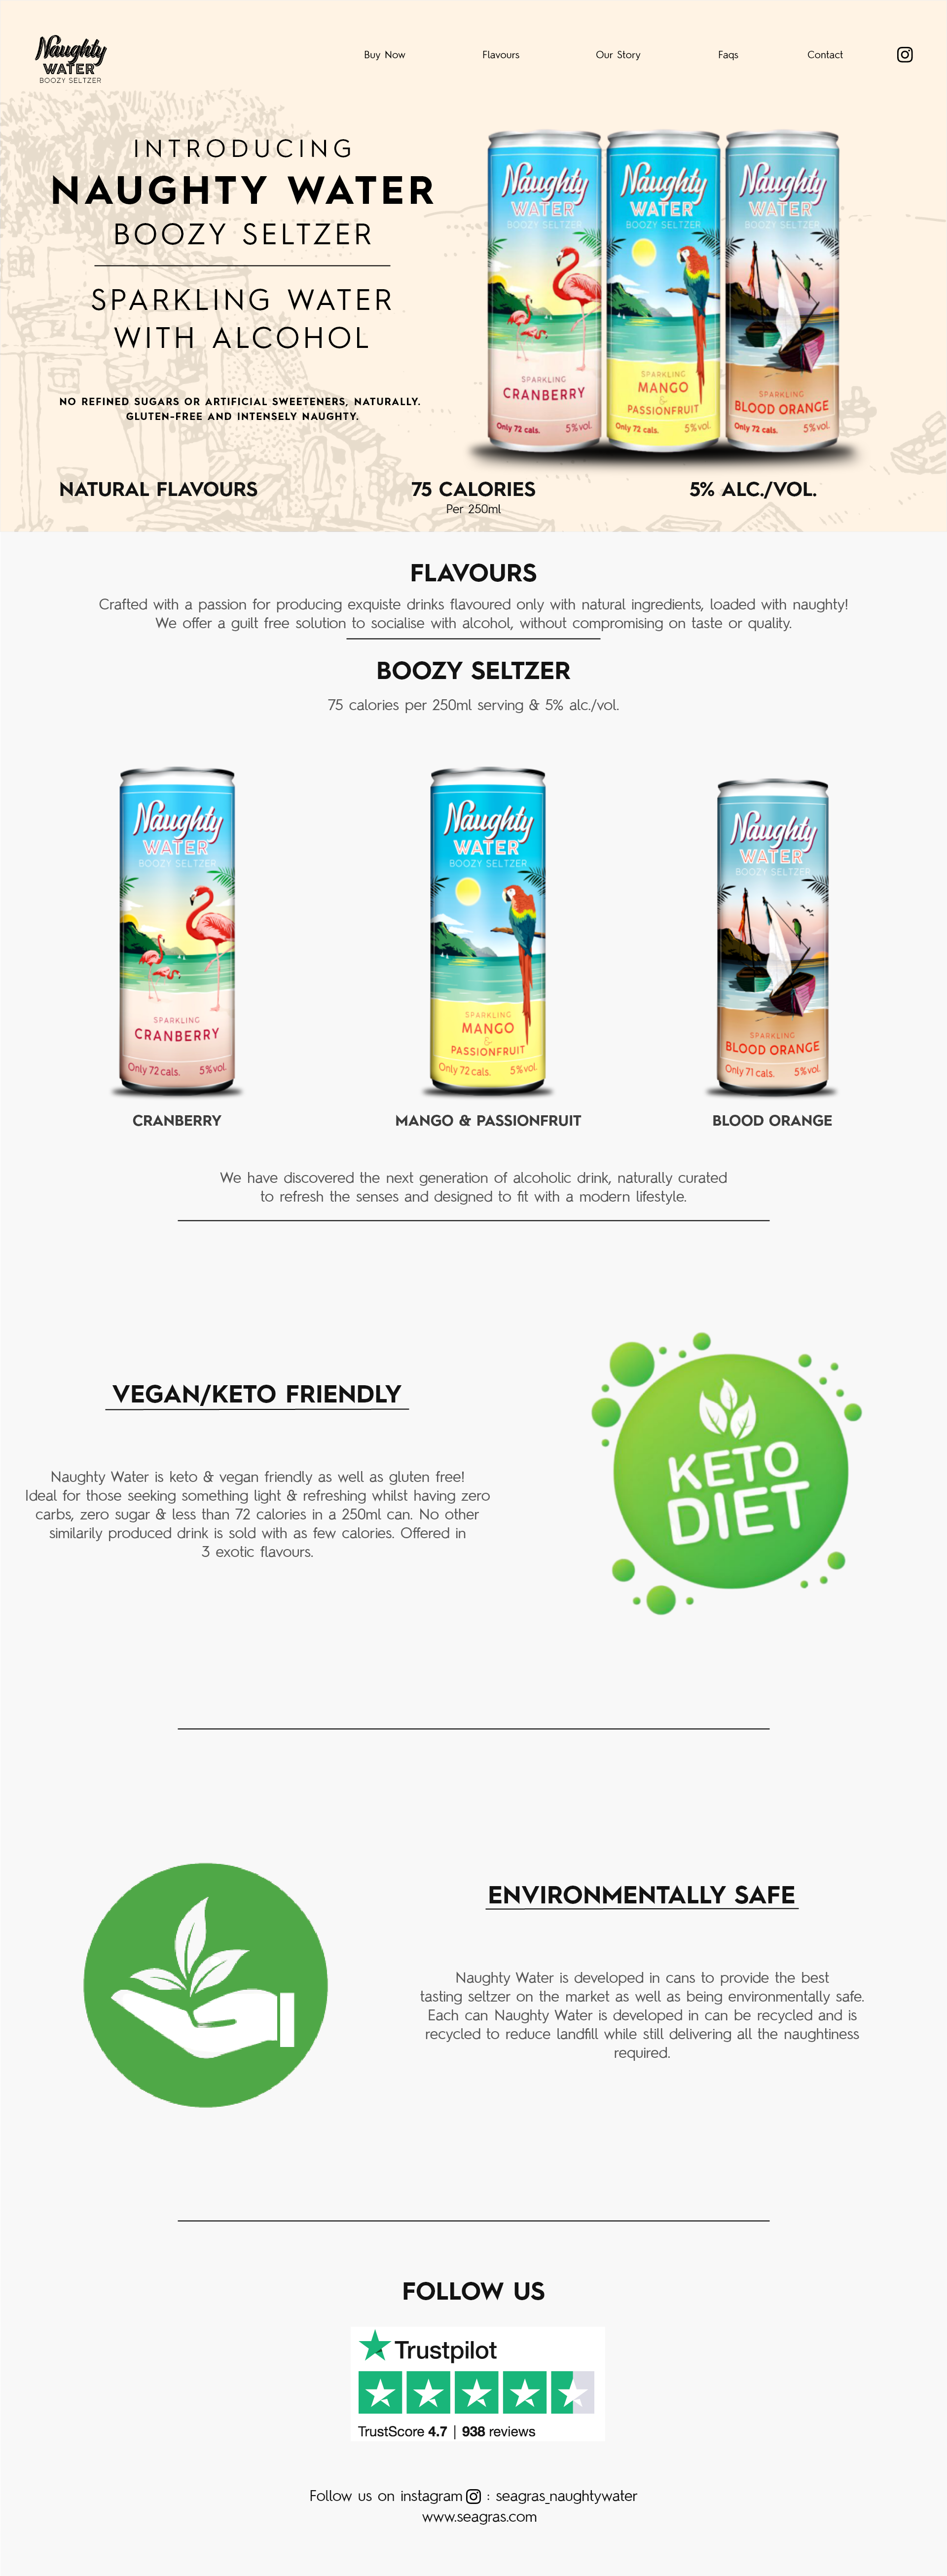 Naughty
WATER
BOOZY SELTZER
Buy Now
Flavours
Our Story
Faqs
Contact
INTRODUCING
NAUGHTY WATER
BOOZY SELTZER
SPARKLING WATER
WITH ALCOHOL
NO REFINED SUGARS OR ARTIFICIAL SWEETENERS, NATURALLY.
GLUTEN-FREE AND INTENSELY NAUGHTY.
Naughty
WATER
BOOZY SELTZER
SPARKLING
CRANBERRY
Only 72 cals.
5%vol.
Naughty
WATER
BOOZY SELTZER
SPARKLING
MANGO
&
PASSIONFRUIT
Only 72 cals.
5%vol.
Naughty
WATER
BOOZY SELTZER
SPARKLING
BLOOD ORANGE
Only 72 cals.
5%vol.
NATURAL FLAVOURS
75 CALORIES
Per 250ml
5% ALC./VOL.
FLAVOURS
Crafted with a passion for producing exquiste drinks flavoured only with natural ingredients, loaded with naughty!
We offer a guilt free solution to socialise with alcohol, without compromising on taste or quality.
BOOZY SELTZER
75 calories per 250ml serving & 5% alc./vol.
Naughty
WATER
BOOZY SELTZER
SPARKLING
CRANBERRY
Only 72 cals.
5%vol.
Naughty
WATER
BOOZY SELTZER
SPARKLING
MANGO
&
PASSIONFRUIT
Only 72 cals.
5%vol.
Naughty
WATER
BOOZY SELTZER
SPARKLING
BLOOD ORANGE
Only 71 cals.
5%vol.
CRANBERRY
MANGO & PASSIONFRUIT
BLOOD ORANGE
We have discovered the next generation of alcoholic drink, naturally curated
to refresh the senses and designed to fit with a modern lifestyle.
VEGAN/KETO FRIENDLY
Naughty Water is keto & vegan friendly as well as gluten free!
Ideal for those seeking something light & refreshing whilst having zero
carbs, zero sugar & less than 72 calories in a 250ml can. No other
similarily produced drink is sold with as few calories. Offered in
3 exotic flavours.
KETO
DIET
ENVIRONMENTALLY SAFE
Naughty Water is developed in cans to provide the best
tasting seltzer on the market as well as being environmentally safe.
Each can Naughty Water is developed in can be recycled and is
recycled to reduce landfill while still delivering all the naughtiness
required.
FOLLOW US
Trustpilot
TrustScore 4.7 | 938 reviews
Follow us on instagram : seagras_naughtywater
www.seagras.com